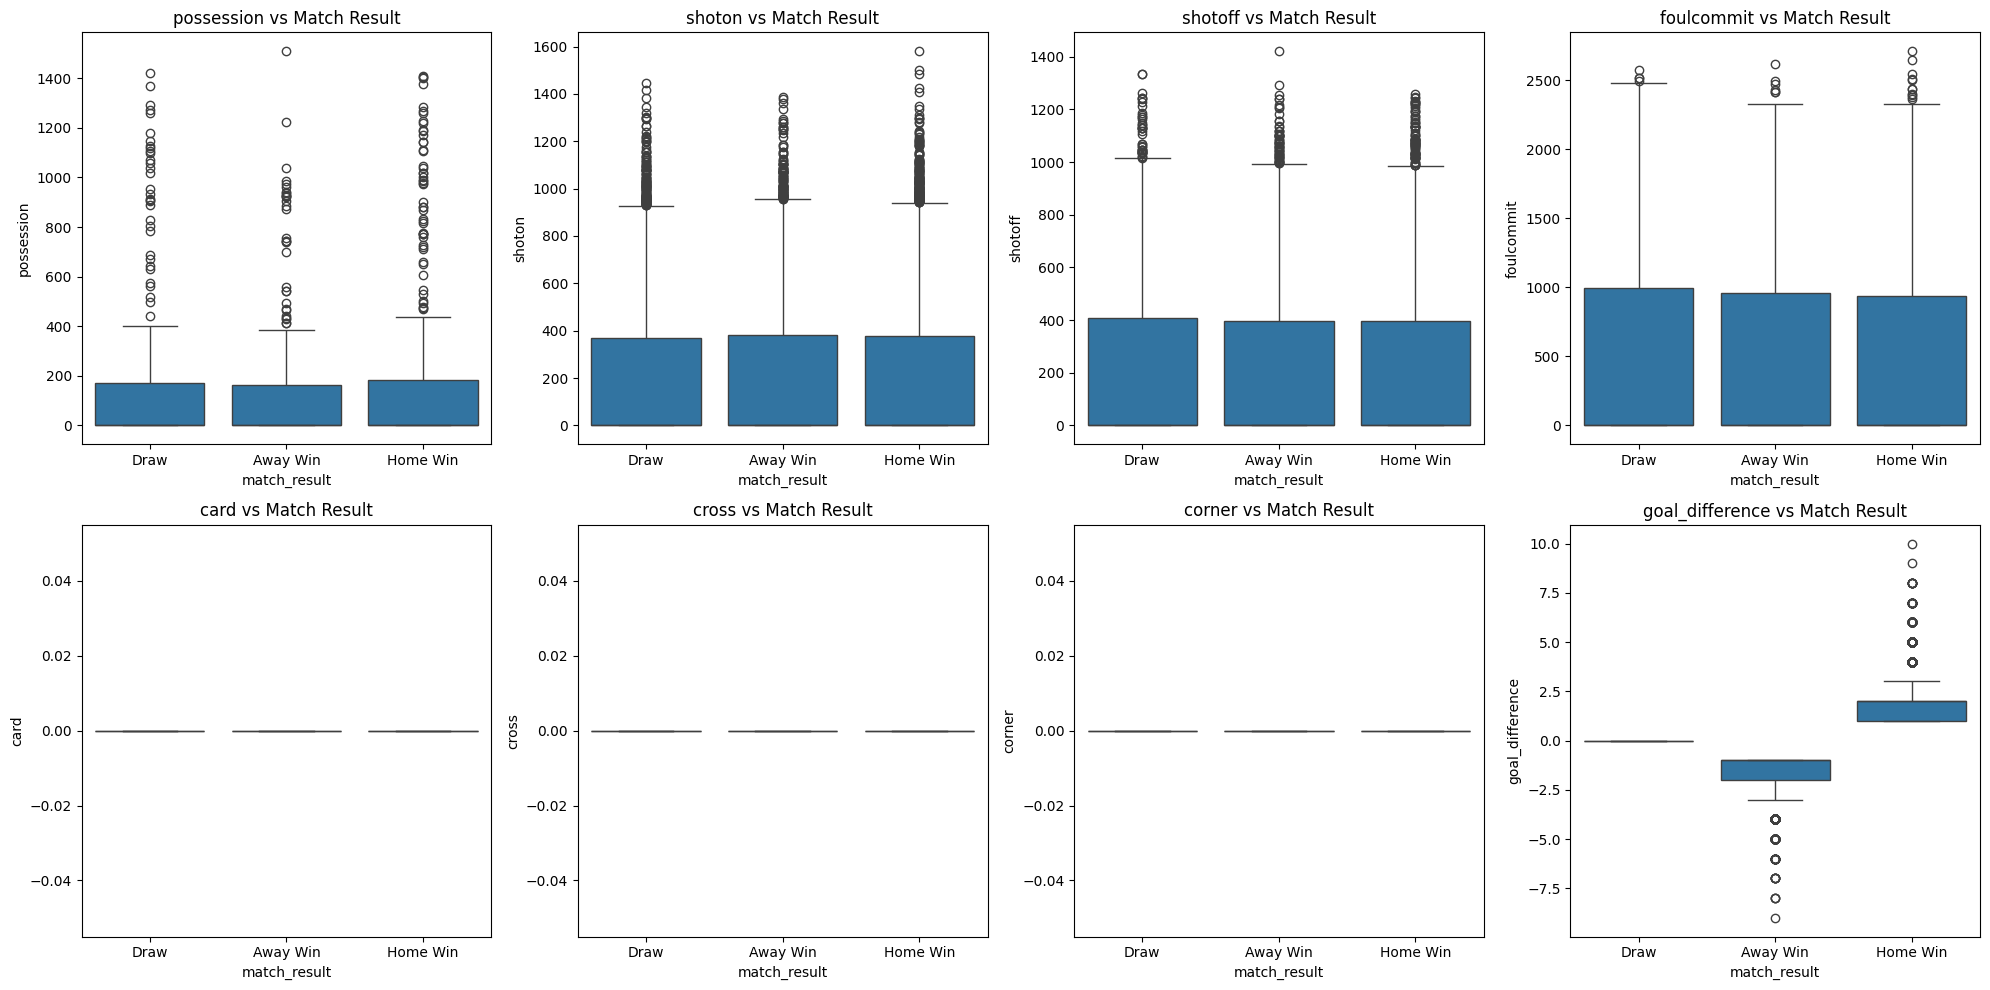 possession vs Match Result
possession
1400
1200
1000
800
600
400
200
0
Draw Away Win Home Win
match_result
shoton vs Match Result
shoton
1600
1400
1200
1000
800
600
400
200
0
Draw Away Win Home Win
match_result
shotoff vs Match Result
shotoff
1400
1200
1000
800
600
400
200
0
Draw Away Win Home Win
match_result
foulcommit vs Match Result
foulcommit
2500
2000
1500
1000
500
0
Draw Away Win Home Win
match_result
card vs Match Result
card
0.04
0.02
0.00
−0.02
−0.04
Draw Away Win Home Win
match_result
cross vs Match Result
cross
0.04
0.02
0.00
−0.02
−0.04
Draw Away Win Home Win
match_result
corner vs Match Result
corner
0.04
0.02
0.00
−0.02
−0.04
Draw Away Win Home Win
match_result
goal_difference vs Match Result
goal_difference
10.0
7.5
5.0
2.5
0.0
−2.5
−5.0
−7.5
Draw Away Win Home Win
match_result